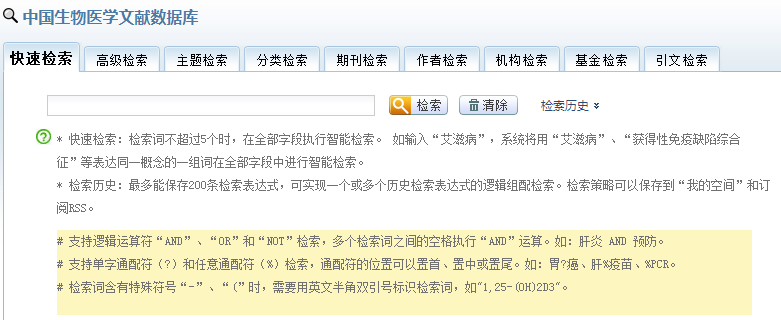 中国生物医学文献数据库
快速检索 高级检索 主题检索 分类检索 期刊检索 作者检索 机构检索 基金检索 引文检索
检索 清除 检索历史
* 快速检索：检索词不超过5个时，在全部字段执行智能检索。 如输入“艾滋病”，系统将用“艾滋病”、“获得性免疫缺陷综合
征”等表达同一概念的一组词在全部字段中进行智能检索。
* 检索历史：最多能保存200条检索表达式，可实现一个或多个历史检索表达式的逻辑组配检索。检索策略可以保存到“我的空间”和订
阅RSS。
# 支持逻辑运算符“AND”、“OR”和“NOT”检索，多个检索词之间的空格执行“AND”运算。如：肝炎 AND 预防。
# 支持单字通配符（?）和任意通配符（%）检索，通配符的位置可以置首、置中或置尾。如：胃?癌、肝%疫苗、%PCR。
# 检索词含有特殊符号“-”、“(”时，需要用英文半角双引号标识检索词，如"1,25-(OH)2D3"。